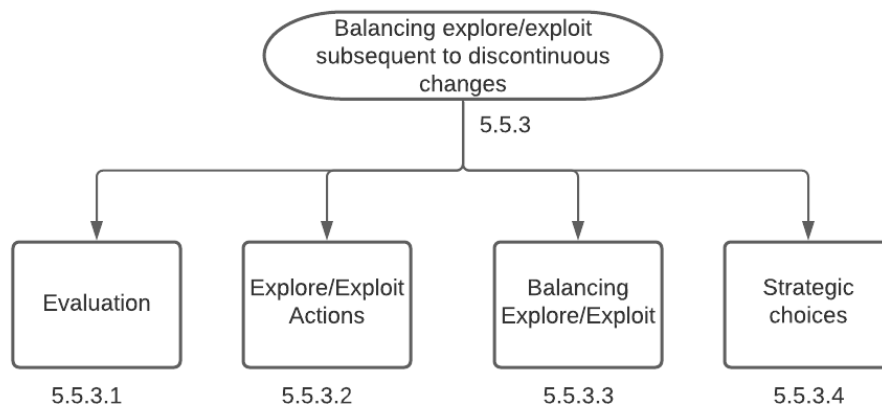 Balancing explore/exploit
subsequent to discontinuous
changes
5.5.3
Evaluation
Explore/Exploit
Actions
Balancing
Explore/Exploit
Strategic
choices
5.5.3.1
5.5.3.2
5.5.3.3
5.5.3.4